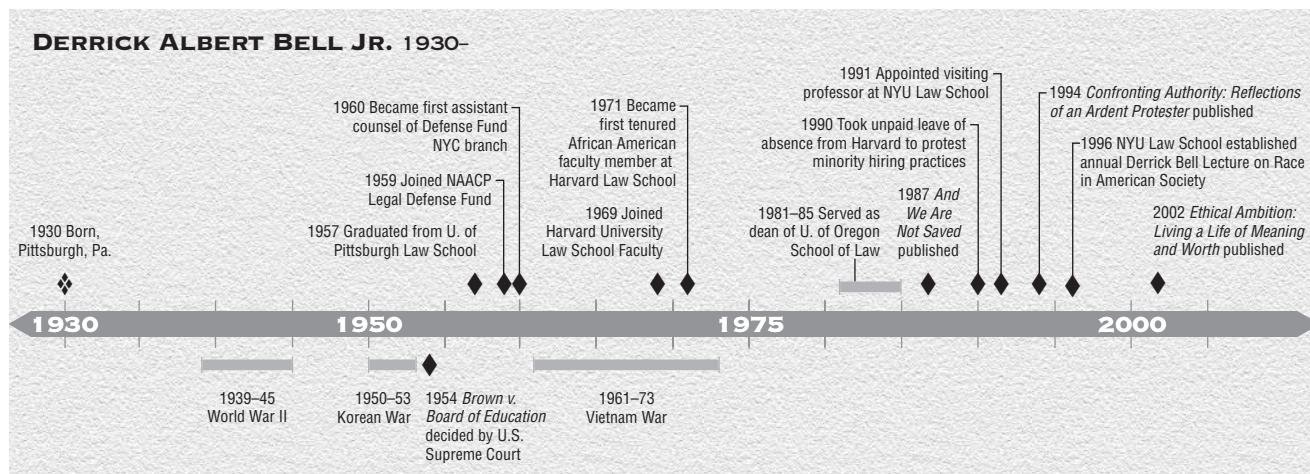 DERRICK ALBERT BELL JR. 1930–
1930 Born,
Pittsburgh, Pa.
1957 Graduated from U. of
Pittsburgh Law School
1959 Joined NAACP
Legal Defense Fund
1960 Became first assistant
counsel of Defense Fund
NYC branch
1969 Joined
Harvard University
Law School Faculty
1971 Became
first tenured
African American
faculty member at
Harvard Law School
1981–85 Served as
dean of U. of Oregon
School of Law
1987 And
We Are
Not Saved
published
1990 Took unpaid leave of
absence from Harvard to protest
minority hiring practices
1991 Appointed visiting
professor at NYU Law School
1994 Confronting Authority: Reflections
of an Ardent Protester published
1996 NYU Law School established
annual Derrick Bell Lecture on Race
in American Society
2002 Ethical Ambition:
Living a Life of Meaning
and Worth published
1930
1950
1975
2000
1939–45
World War II
1950–53
Korean War
1954 Brown v.
Board of Education
decided by U.S.
Supreme Court
1961–73
Vietnam War